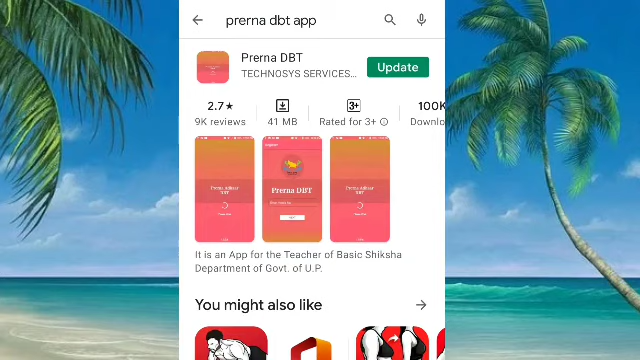 prerna dbt app
Prerna DBT
TECHNOSYS SERVICES...
Update
2.7★
9K reviews
41 MB
3+
Rated for 3+
100K
Downlo
Prerna DBT
It is an App for the Teacher of Basic Shiksha
Department of Govt. of U.P.
You might also like